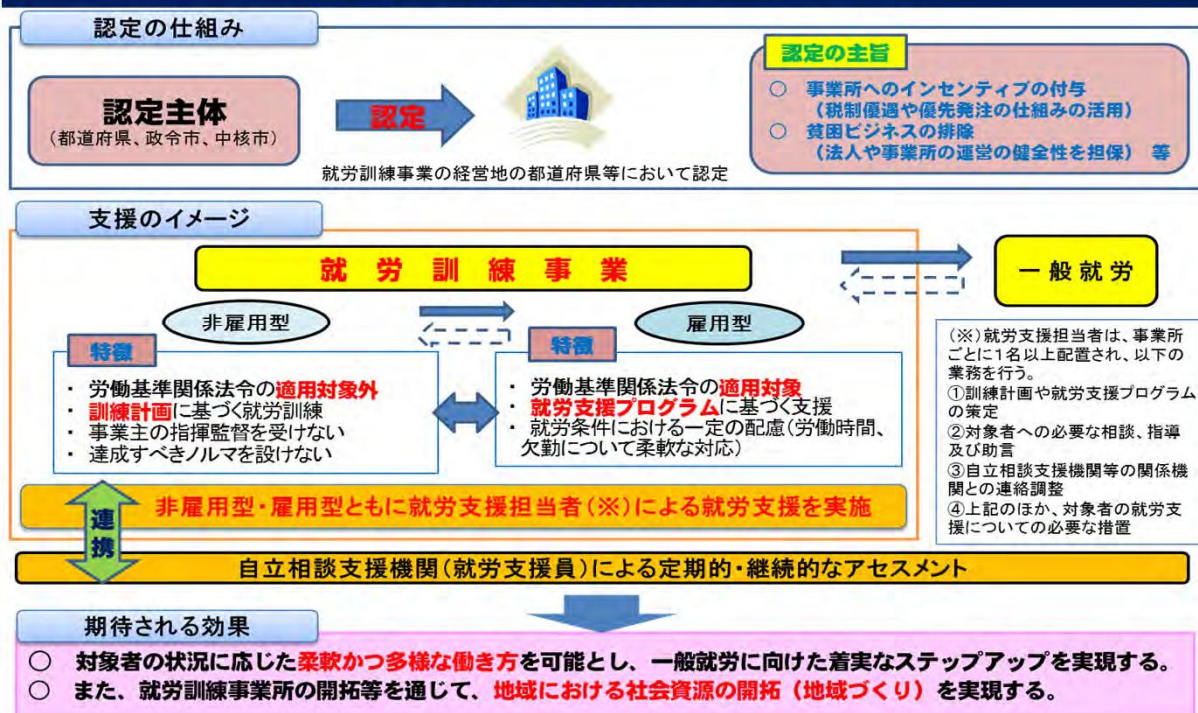 認定の仕組み
認定主体
(都道府県、政令市、中核市)
認定
就労訓練事業の経営地の都道府県等において認定
認定の主旨
○ 事業所へのインセンティブの付与
(税制優遇や優先発注の仕組みの活用)
○ 貧困ビジネスの排除
(法人や事業所の運営の健全性を担保) 等
支援のイメージ
就労訓練事業
一般就労
非雇用型
雇用型
特徴
・ 労働基準関係法令の適用対象外
・ 訓練計画に基づく就労訓練
・ 事業主の指揮監督を受けない
・ 達成すべきノルマを設けない
特徴
・ 労働基準関係法令の適用対象
・ 就労支援プログラムに基づく支援
・ 就労条件における一定の配慮(労働時間、
欠勤について柔軟な対応)
(※)就労支援担当者は、事業所
ごとに1名以上配置され、以下の
業務を行う。
①訓練計画や就労支援プログラム
の策定
②対象者への必要な相談、指導
及び助言
③自立相談支援機関等の関係機
関との連絡調整
④上記のほか、対象者の就労支
援についての必要な措置
非雇用型・雇用型ともに就労支援担当者(※)による就労支援を実施
連携
自立相談支援機関(就労支援員)による定期的・継続的なアセスメント
期待される効果
○ 対象者の状況に応じた柔軟かつ多様な働き方を可能とし、一般就労に向けた着実なステップアップを実現する。
○ また、就労訓練事業所の開拓等を通じて、地域における社会資源の開拓(地域づくり)を実現する。